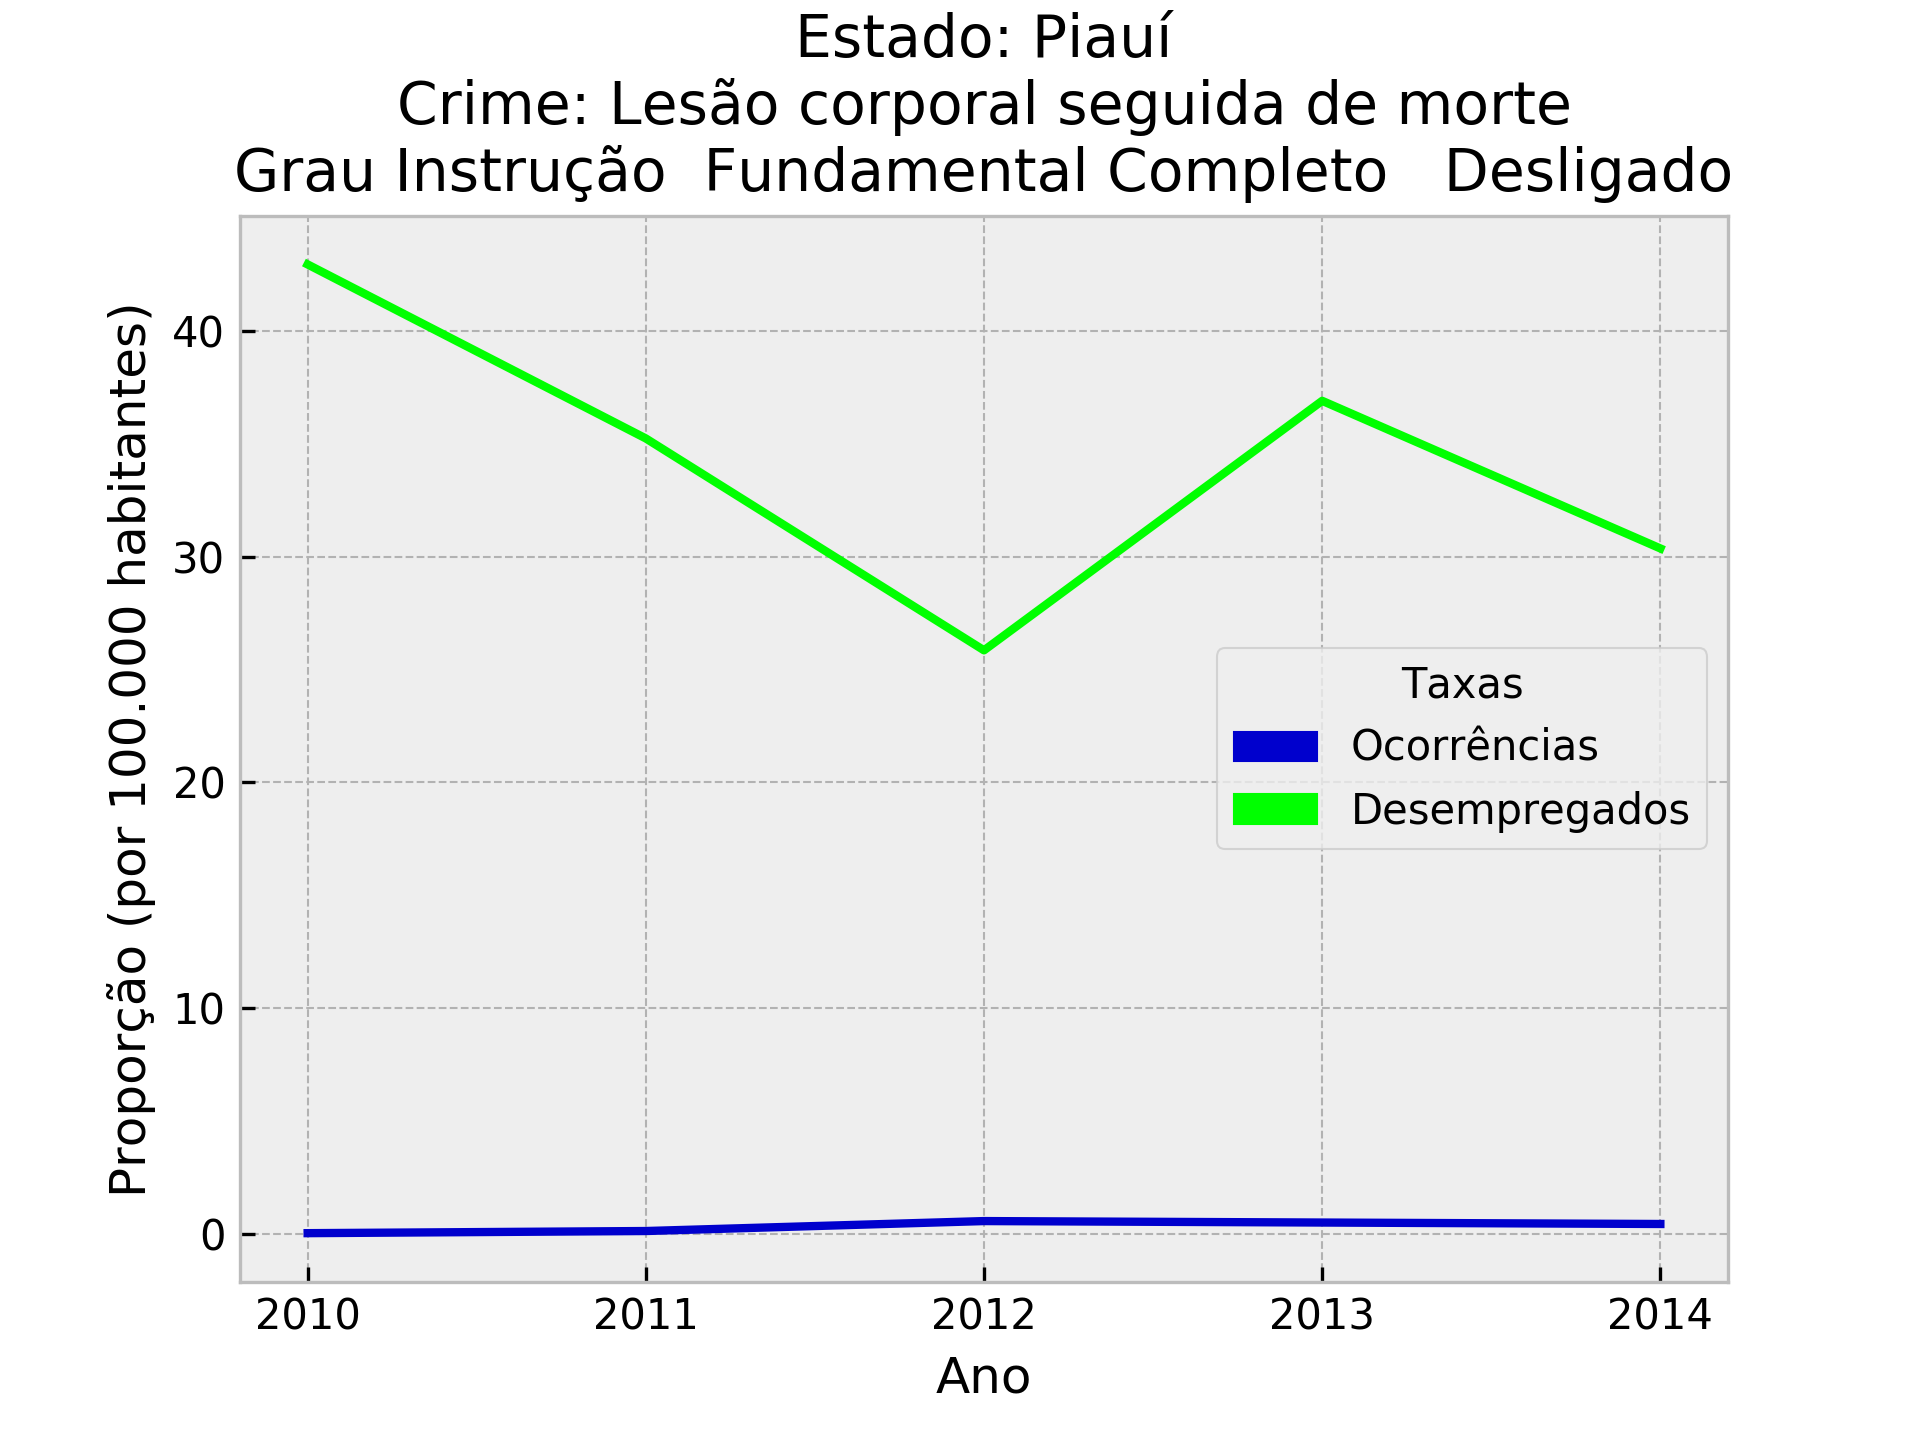 Estado: Piauí
Crime: Lesão corporal seguida de morte
Grau Instrução  Fundamental Completo   Desligado
Proporção (por 100.000 habitantes)
40
30
20
10
0
Taxas
Ocorrências
Desempregados
2010 2011 2012 2013 2014
Ano